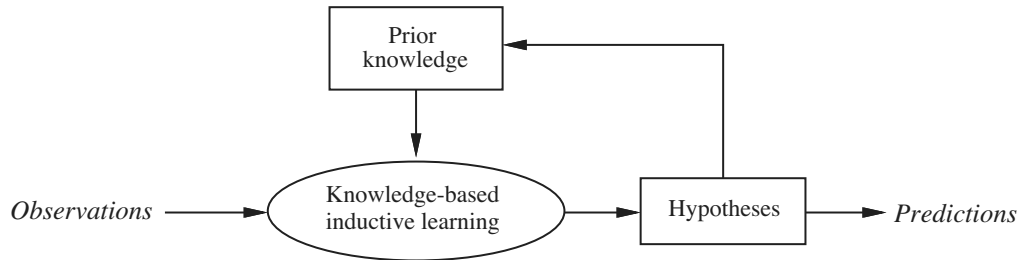 Prior
knowledge
Knowledge-based
inductive learning
Observations
Hypotheses
Predictions